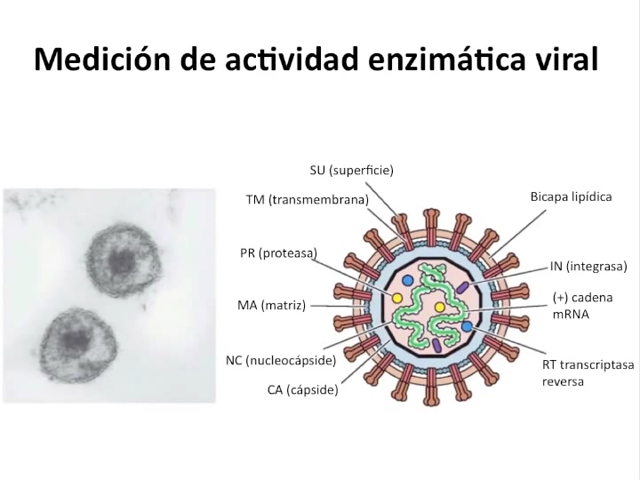 Medición de actividad enzimática viral
SU (superficie)
TM (transmembrana)
Bicapa lipídica
PR (proteasa)
IN (integrasa)
MA (matriz)
(+) cadena
mRNA
NC (nucleocápside)
RT transcriptasa
reversa
CA (cápside)